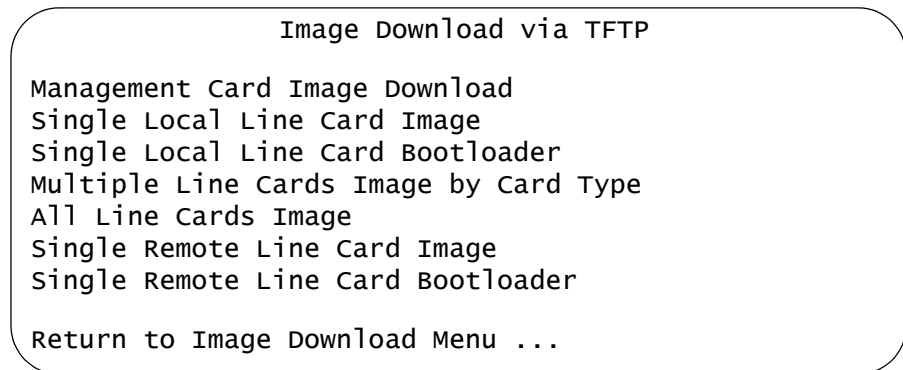 Image Download via TFTP
Management Card Image Download
Single Local Line Card Image
Single Local Line Card Bootloader
Multiple Line Cards Image by Card Type
All Line Cards Image
Single Remote Line Card Image
Single Remote Line Card Bootloader
Return to Image Download Menu ...